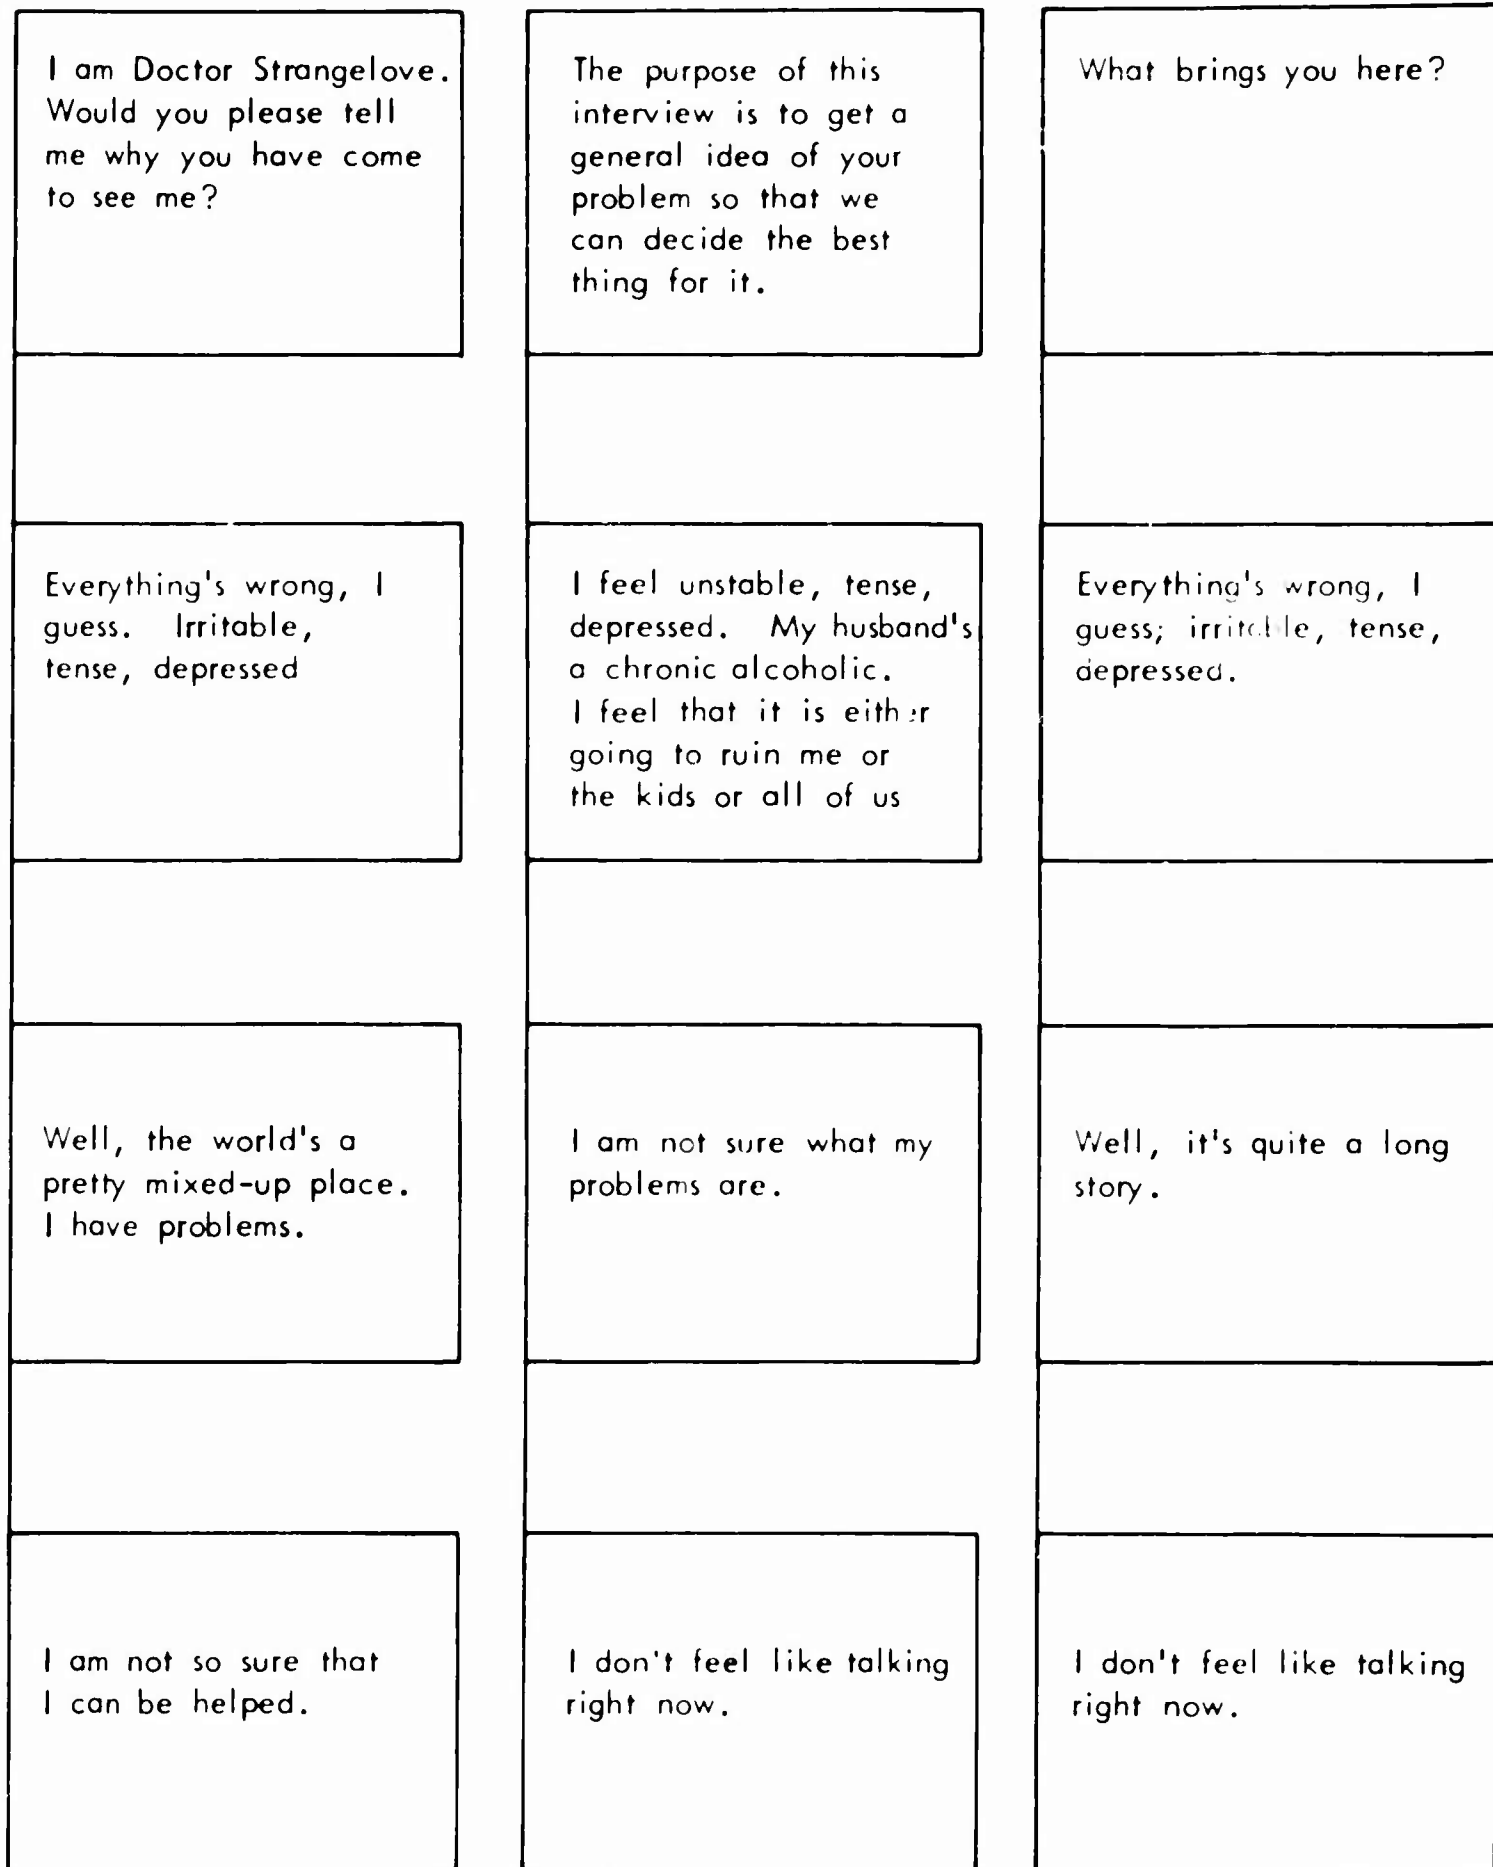 I am Doctor Strangelove.
Would you please tell
me why you have come
to see me?
The purpose of this
interview is to get a
general idea of your
problem so that we
can decide the best
thing for it.
What brings you here?
Everything's wrong, I
guess. Irritable,
tense, depressed
I feel unstable, tense,
depressed. My husband's
a chronic alcoholic.
I feel that it is either
going to ruin me or
the kids or all of us
Everything's wrong, I
guess; irritable, tense,
depressed.
Well, the world's a
pretty mixed-up place.
I have problems.
I am not sure what my
problems are.
Well, it's quite a long
story.
I am not so sure that
I can be helped.
I don't feel like talking
right now.
I don't feel like talking
right now.